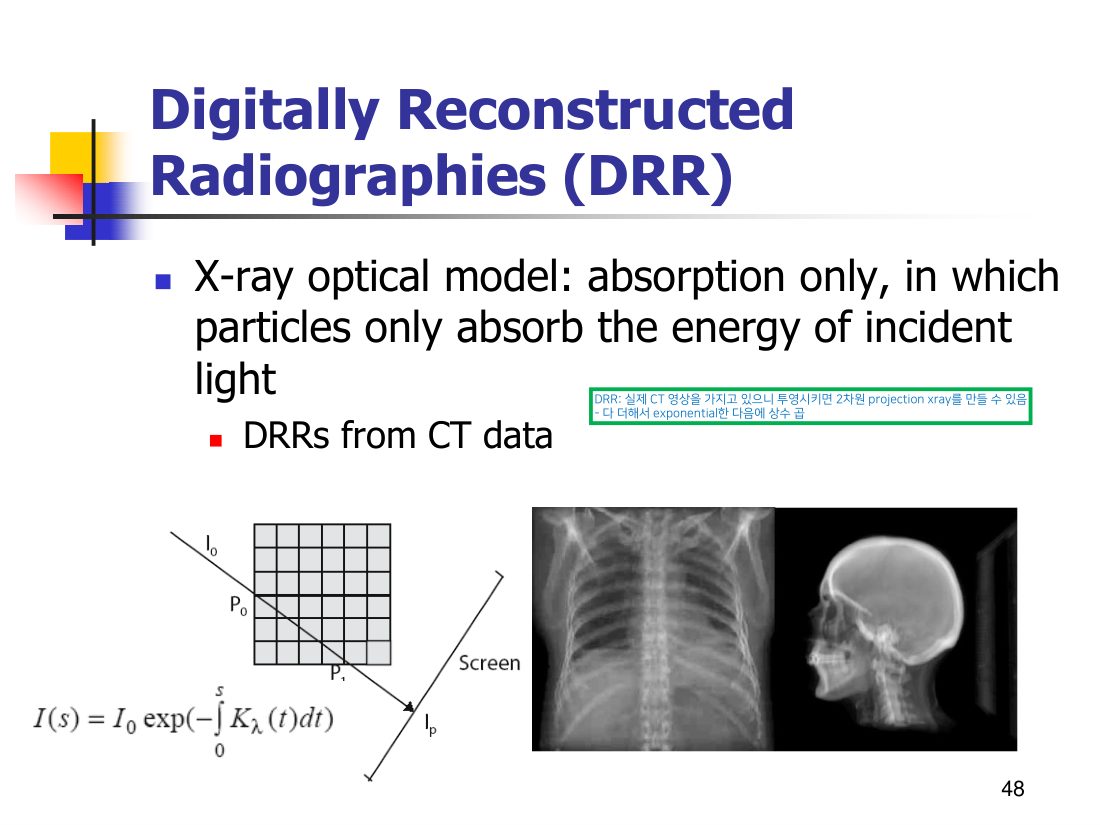 Digitally Reconstructed
Radiographies (DRR)
X-ray optical model: absorption only, in which
particles only absorb the energy of incident
light
DRR: 실제 CT 영상을 가지고 있으니 투영시키면 2차원 projection xray를 만들 수 있음
- 다 더해서 exponential한 다음에 상수 곱
DRRs from CT data
I₀
P₀
Screen
P₁
I(s) = I₀ exp(−∫₀ˢ K_λ(t)dt)
Iₚ
48